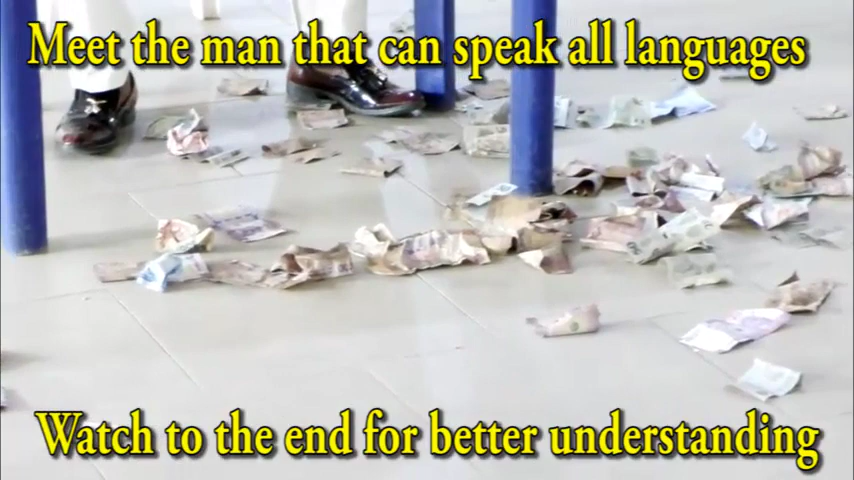 Meet the man that can speak all languages
Watch to the end for better understanding